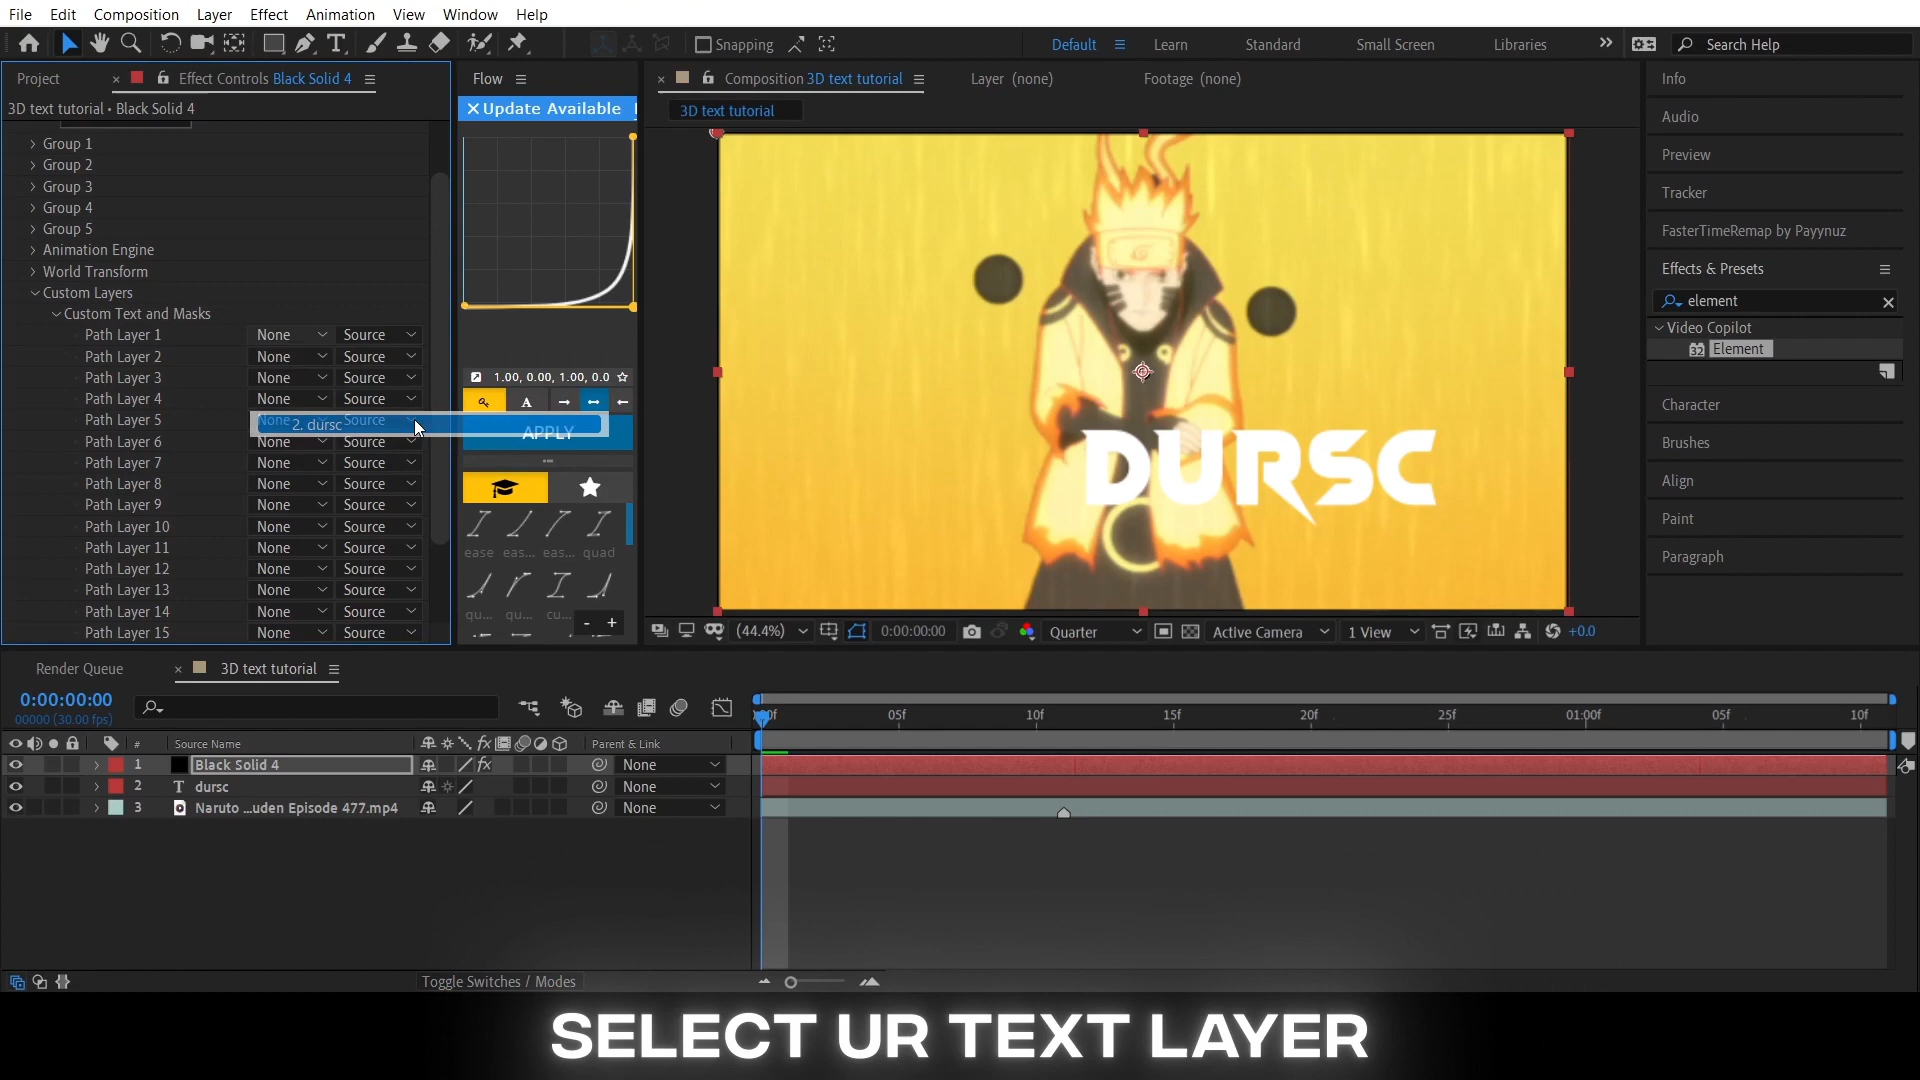 File Edit Composition Layer Effect Animation View Window Help
Snapping
Default
Learn
Standard
Small Screen
Libraries
Search Help
Project
Effect Controls Black Solid 4
3D text tutorial • Black Solid 4
Group 1
Group 2
Group 3
Group 4
Group 5
Animation Engine
World Transform
Custom Layers
Custom Text and Masks
Path Layer 1 None Source
Path Layer 2 None Source
Path Layer 3 None Source
Path Layer 4 None Source
Path Layer 5 None Source
2. dursc
Path Layer 6 None Source
Path Layer 7 None Source
Path Layer 8 None Source
Path Layer 9 None Source
Path Layer 10 None Source
Path Layer 11 None Source
Path Layer 12 None Source
Path Layer 13 None Source
Path Layer 14 None Source
Path Layer 15 None Source
Flow
Update Available
1.00, 0.00, 1.00, 0.0
A
APPLY
ease eas... eas... quad
qu... qu... cu...
- +
Composition 3D text tutorial
Layer (none)
Footage (none)
3D text tutorial
DURSC
(44.4%)
0:00:00:00
Quarter
Active Camera
1 View
+0.0
Info
Audio
Preview
Tracker
FasterTimeRemap by Payynuz
Effects & Presets
element
Video Copilot
32 Element
Character
Brushes
Align
Paint
Paragraph
Render Queue
3D text tutorial
0:00:00:00
00000 (30.00 fps)
05f 10f 15f 20f 25f 01:00f 05f 10f
# Source Name fx Parent & Link
1 Black Solid 4 fx None
2 T dursc None
3 Naruto ...uden Episode 477.mp4 None
Toggle Switches / Modes
SELECT UR TEXT LAYER